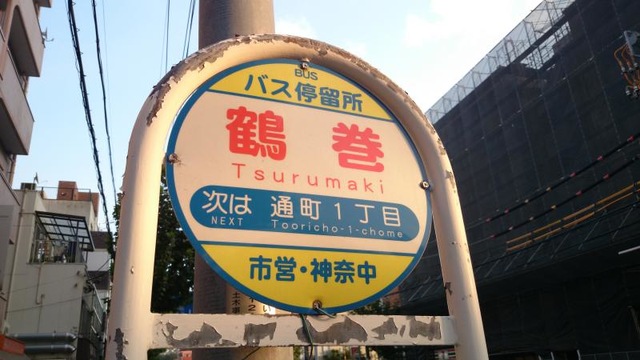 BUS
バス停留所
鶴巻
Tsurumaki
次は 通町1丁目
NEXT Tooricho-1-chome
市営・神奈中